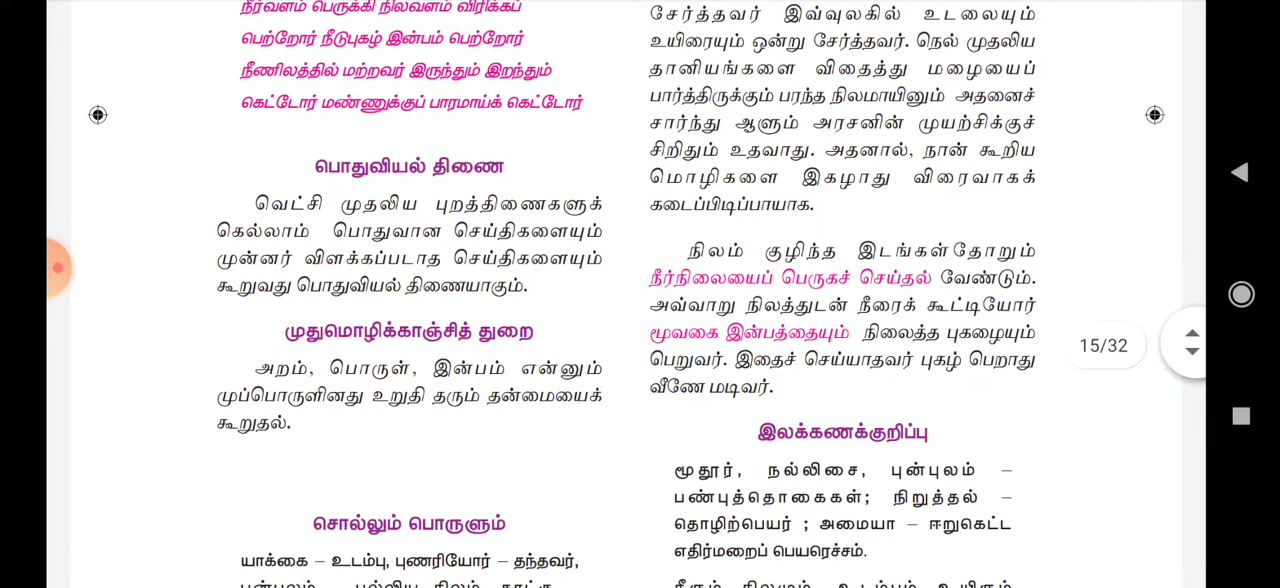 நீர்வளம் பெருக்கி நிலவளம் விரிக்கப்
பெற்றோர் நீடுபுகழ் இன்பம் பெற்றோர்
நீணிலத்தில் மற்றவர் இருந்தும் இறந்தும்
கெட்டோர் மண்ணுக்குப் பாரமாய்க் கெட்டோர்
பொதுவியல் திணை
வெட்சி முதலிய புறத்திணைகளுக்
கெல்லாம் பொதுவான செய்திகளையும்
முன்னர் விளக்கப்படாத செய்திகளையும்
கூறுவது பொதுவியல் திணையாகும்.
முதுமொழிக்காஞ்சித் துறை
அறம், பொருள், இன்பம் என்னும்
முப்பொருளினது உறுதி தரும் தன்மையைக்
கூறுதல்.
சொல்லும் பொருளும்
யாக்கை – உடம்பு, புணரியோர் – தந்தவர்,
புன்புலம் – புல்லிய நிலம், தாட்கு
சேர்த்தவர் இவ்வுலகில் உடலையும்
உயிரையும் ஒன்று சேர்த்தவர். நெல் முதலிய
தானியங்களை விதைத்து மழையைப்
பார்த்திருக்கும் பரந்த நிலமாயினும் அதனைச்
சார்ந்து ஆளும் அரசனின் முயற்சிக்குச்
சிறிதும் உதவாது. அதனால், நான் கூறிய
மொழிகளை இகழாது விரைவாகக்
கடைப்பிடிப்பாயாக.
நிலம் குழிந்த இடங்கள்தோறும்
நீர்நிலையைப் பெருகச் செய்தல் வேண்டும்.
அவ்வாறு நிலத்துடன் நீரைக் கூட்டியோர்
மூவகை இன்பத்தையும் நிலைத்த புகழையும்
பெறுவர். இதைச் செய்யாதவர் புகழ் பெறாது
வீணே மடிவர்.
இலக்கணக்குறிப்பு
மூதூர், நல்லிசை, புன்புலம் –
பண்புத்தொகைகள்; நிறுத்தல் –
தொழிற்பெயர் ; அமையா – ஈறுகெட்ட
எதிர்மறைப் பெயரெச்சம்.
நீரும் நிலமும், உடம்பும் உயிரும்
15/32